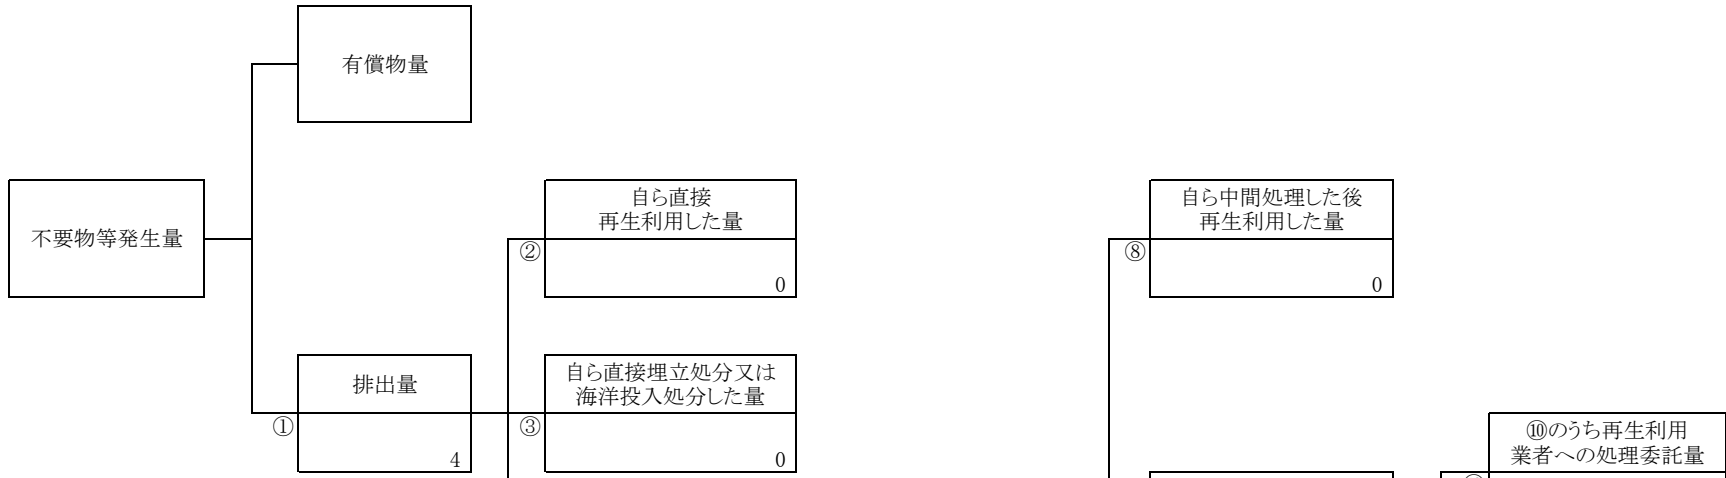 有償物量
不要物等発生量
自ら直接
再生利用した量
②
0
自ら中間処理した後
再生利用した量
⑧
0
排出量
①
4
自ら直接埋立処分又は
海洋投入処分した量
③
0
⑩のうち再生利用
業者への処理委託量